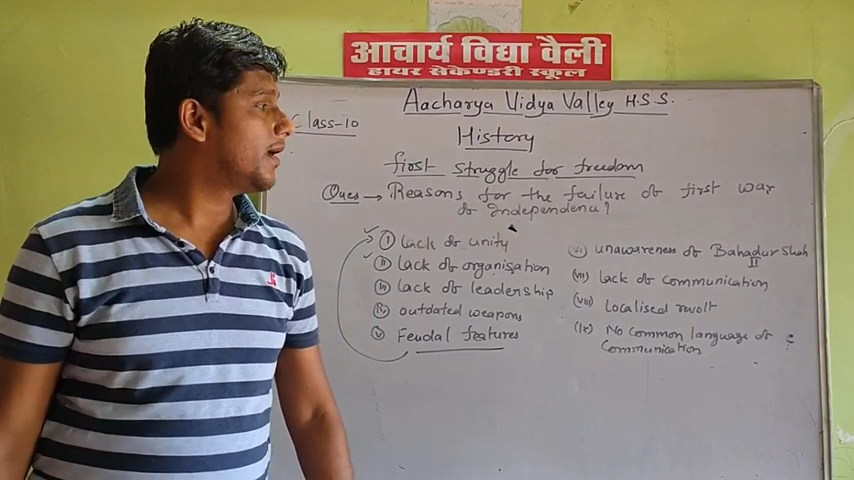 आचार्य विद्या वैली
हायर सेकेण्डरी स्कूल
Aacharya Vidya Valley H.S.S.
Class-10
History
first struggle for freedom
Ques → Reasons for the failure of first war
of Independence?
(I) lack of unity
(II) lack of organisation
(III) lack of leadership
(IV) outdated weapons
(V) Feudal features
(VI) unawareness of Bahadur Shah
II
(VII) lack of communication
(VIII) Localised revolt
(IX) No common language of
Communication